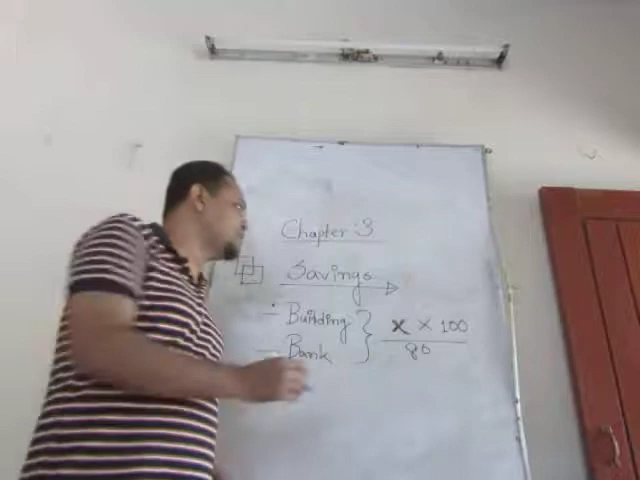 Chapter : 3
Savings
- Building
- Bank
X × 100
80